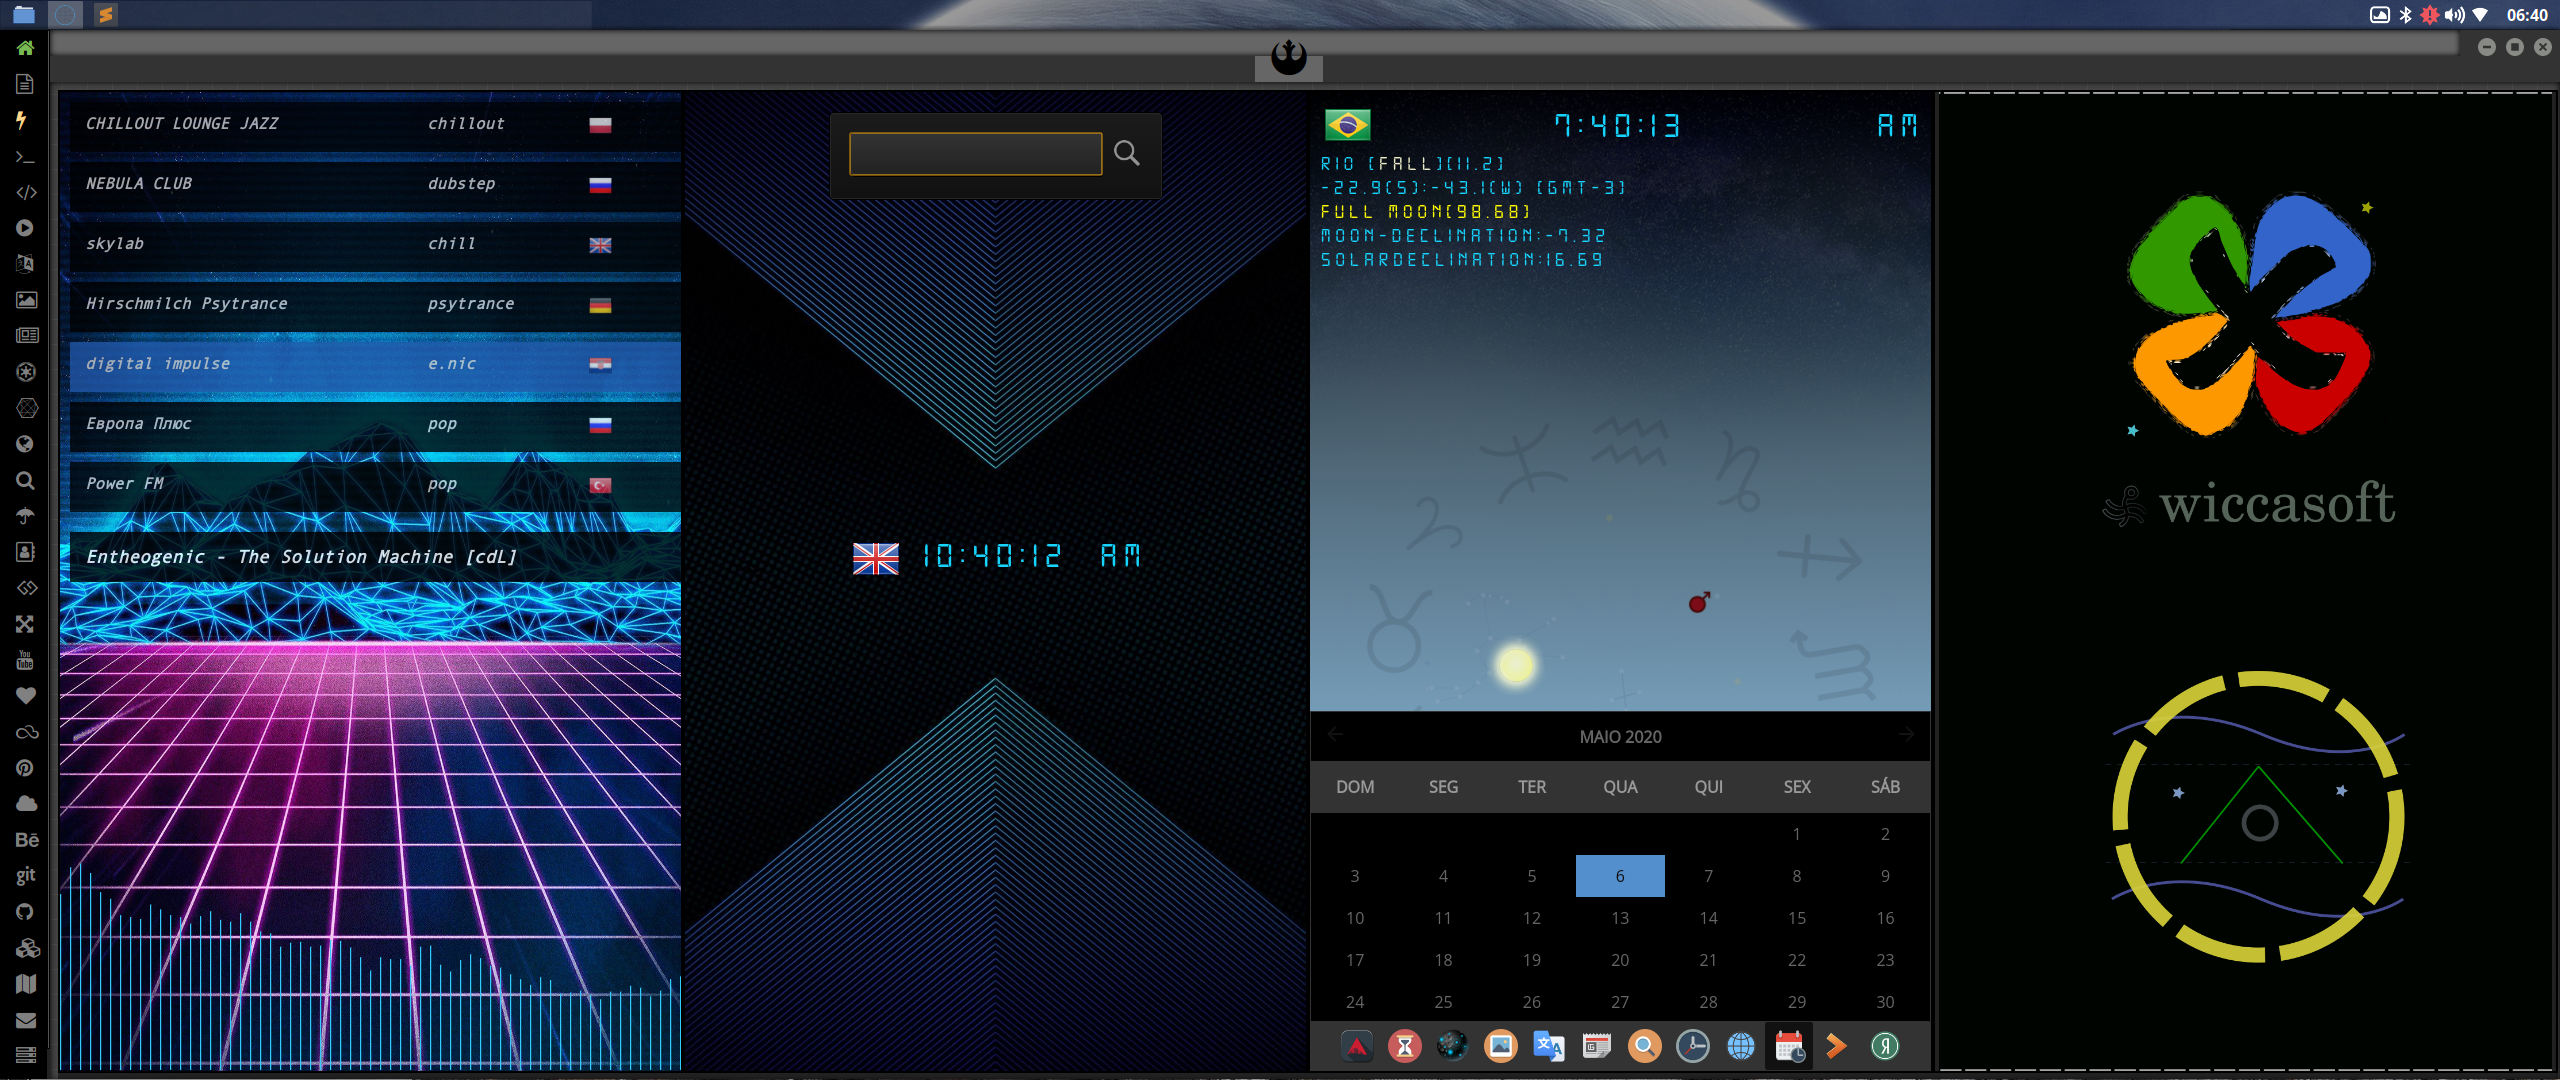 06:40
CHILLOUT LOUNGE JAZZ chillout
NEBULA CLUB dubstep
skylab chill
Hirschmilch Psytrance psytrance
digital impulse e.nic
Европа Плюс pop
Power FM pop
Entheogenic - The Solution Machine [cdL]
You
Tube
Bē
git
10:40:12 AM
7:40:13 AM
RIO [FALL][11.2]
-22.9(S):-43.1(W) [GMT-3]
FULL MOON[98.68]
MOON-DECLINATION:-7.32
SOLARDECLINATION:16.69
MAIO 2020
DOM SEG TER QUA QUI SEX SÁB
1 2
3 4 5 6 7 8 9
10 11 12 13 14 15 16
17 18 19 20 21 22 23
24 25 26 27 28 29 30
wiccasoft